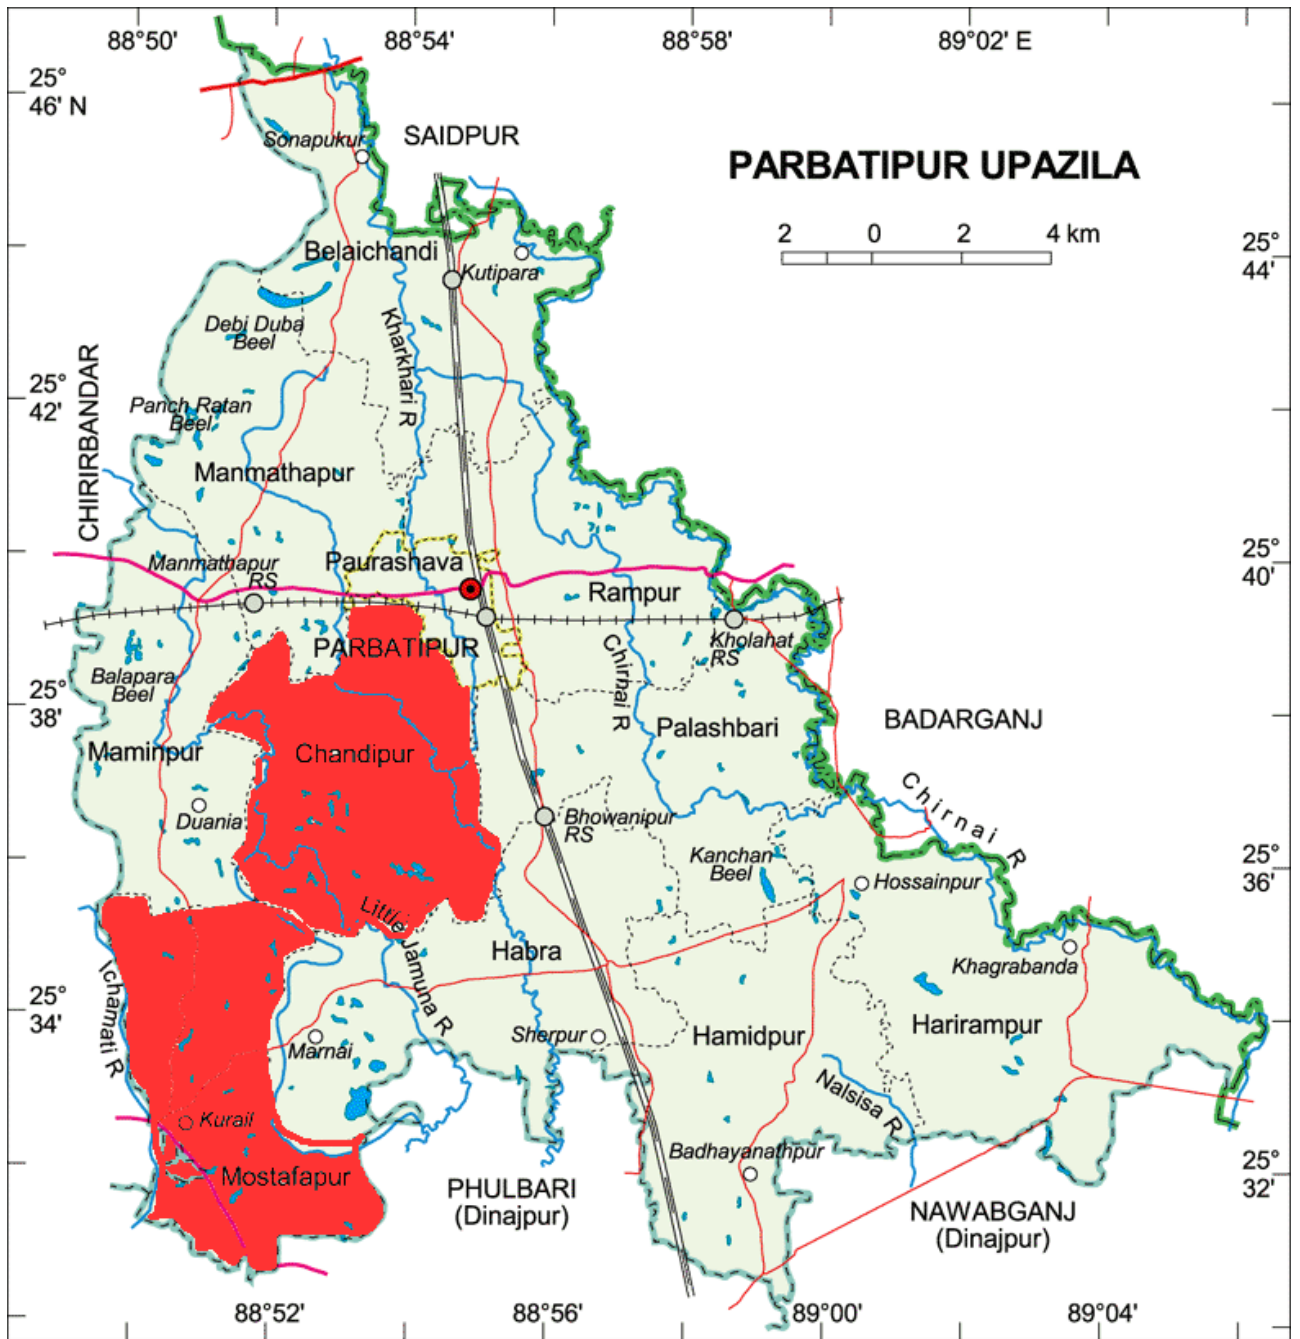 88°50'
88°54'
88°58'
89°02' E
25°
46' N
SAIDPUR
Sonapukur
PARBATIPUR UPAZILA
2 0 2 4 km
25°
44'
Belaichandi
Kutipara
Debi Duba
Beel
Kharkhari R
CHIRIRBANDAR
25°
42'
Panch Ratan
Beel
Manmathapur
Manmathapur
RS
Paurashava
Rampur
25°
40'
PARBATIPUR
Kholahat
RS
Chirnai R
Balapara
Beel
25°
38'
Maminpur
Chandipur
Palashbari
BADARGANJ
Duania
Bhowanipur
RS
Chirnai R
Kanchan
Beel
Hossainpur
25°
36'
Little Jamuna R
Habra
Khagrabanda
Ichamati R
25°
34'
Marnai
Sherpur
Hamidpur
Harirampur
Nalsisa R
Kurail
Mostafapur
Badhayanathpur
25°
32'
PHULBARI
(Dinajpur)
NAWABGANJ
(Dinajpur)
88°52'
88°56'
89°00'
89°04'